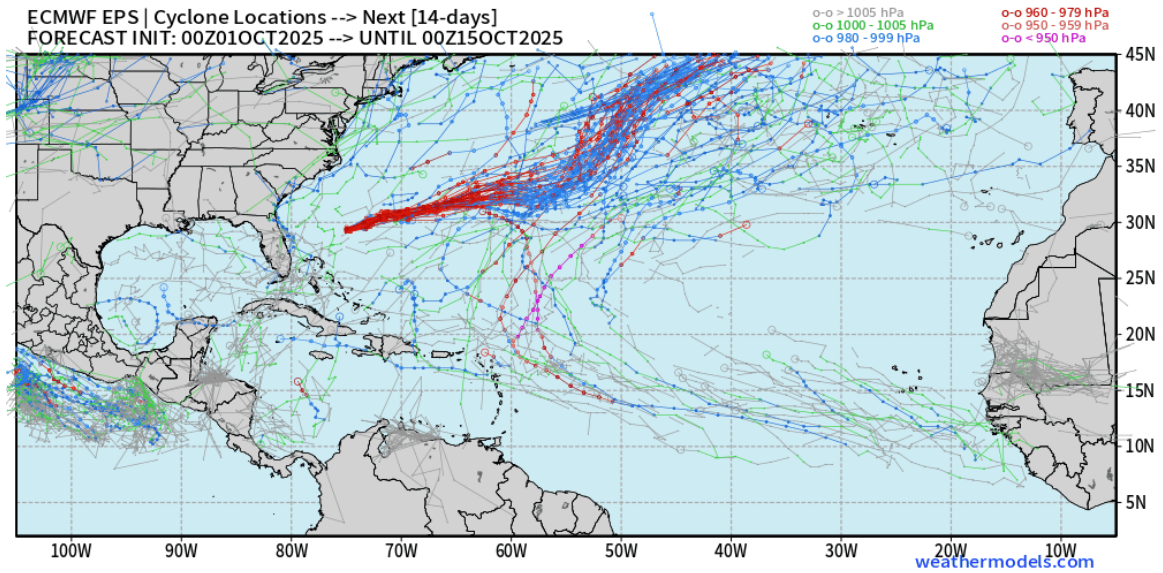 ECMWF EPS | Cyclone Locations --> Next [14-days]
FORECAST INIT: 00Z01OCT2025 --> UNTIL 00Z15OCT2025
o-o > 1005 hPa
o-o 1000 - 1005 hPa
o-o 980 - 999 hPa
o-o 960 - 979 hPa
o-o 950 - 959 hPa
o-o < 950 hPa
45N
40N
35N
30N
25N
20N
15N
10N
5N
100W 90W 80W 70W 60W 50W 40W 30W 20W 10W
weathermodels.com